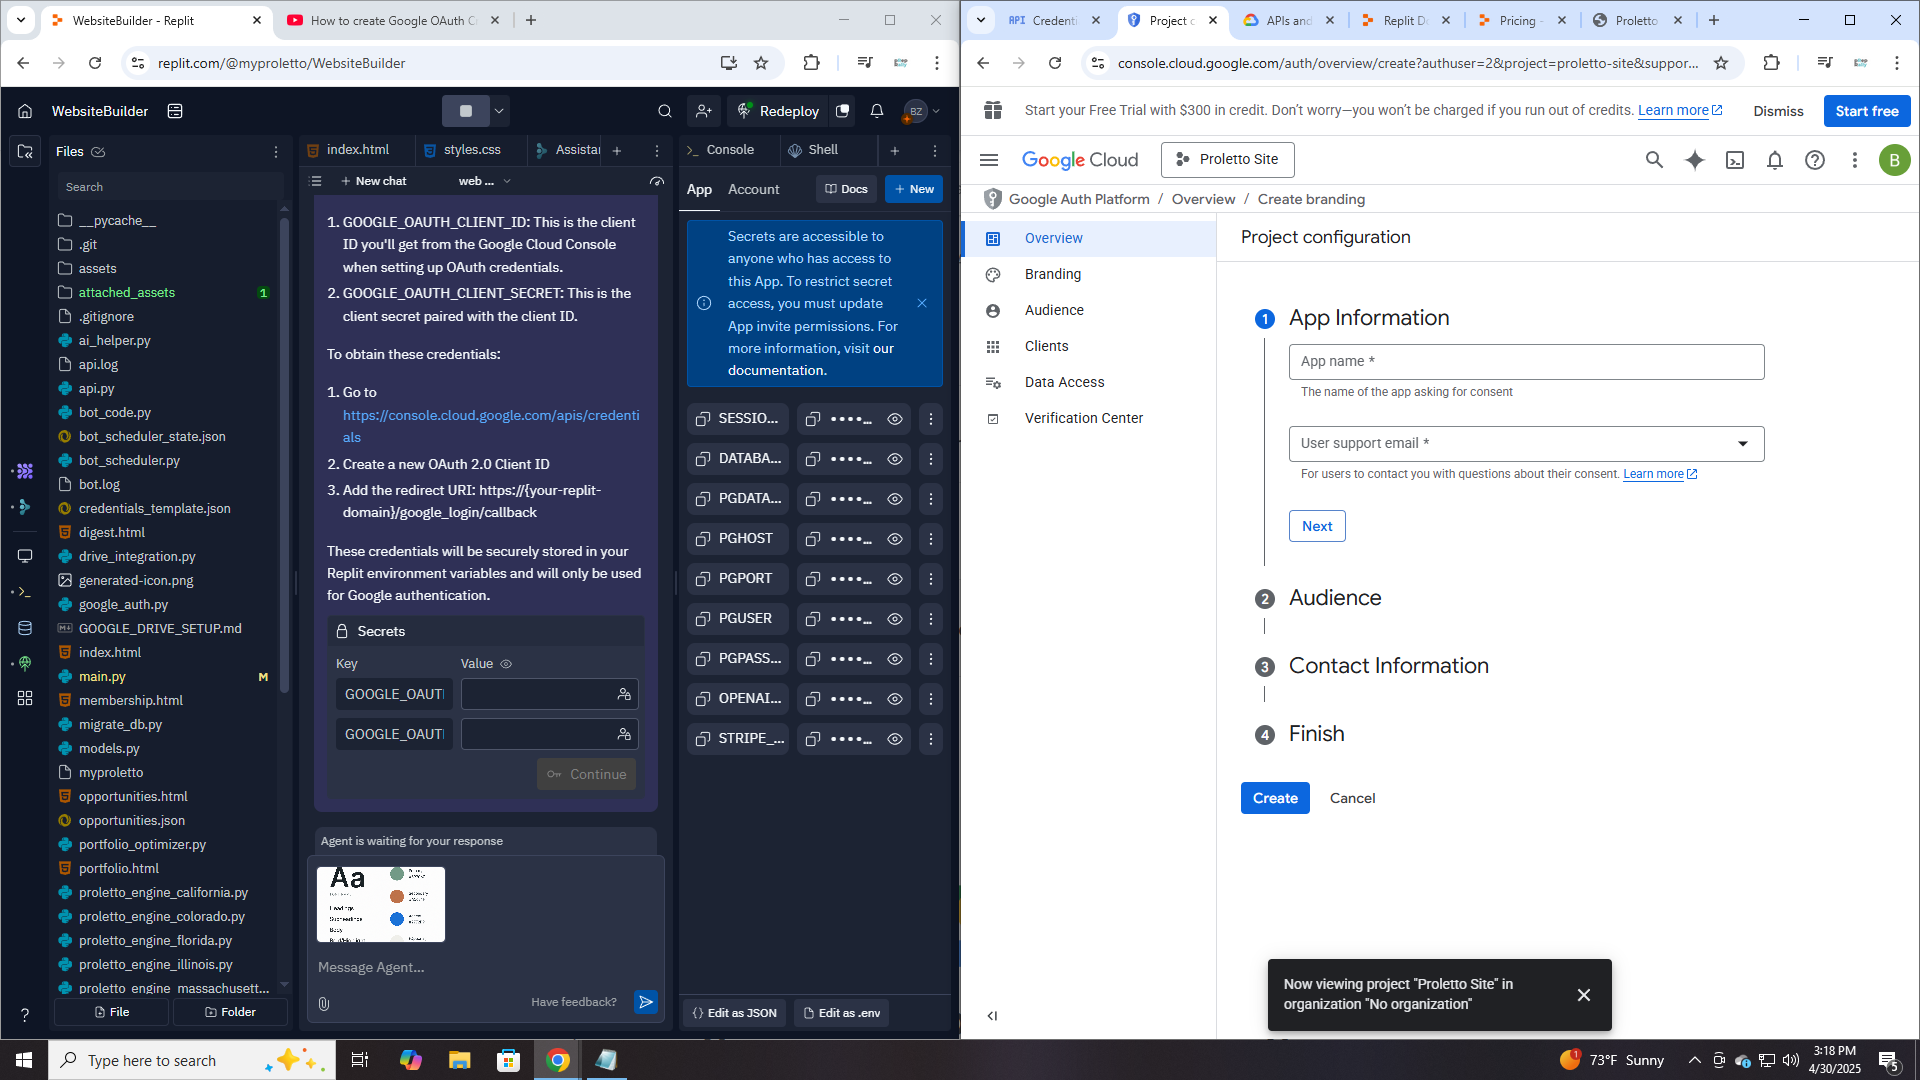 WebsiteBuilder - Replit
How to create Google OAuth C
replit.com/@myproletto/WebsiteBuilder
WebsiteBuilder
Redeploy
BZ
Files
Search
__pycache__
.git
assets
attached_assets
1
.gitignore
ai_helper.py
api.log
api.py
bot_code.py
bot_scheduler_state.json
bot_scheduler.py
bot.log
credentials_template.json
digest.html
drive_integration.py
generated-icon.png
google_auth.py
GOOGLE_DRIVE_SETUP.md
index.html
main.py
M
membership.html
migrate_db.py
models.py
myproletto
opportunities.html
opportunities.json
portfolio_optimizer.py
portfolio.html
proletto_engine_california.py
proletto_engine_colorado.py
proletto_engine_florida.py
proletto_engine_illinois.py
proletto_engine_massachusett...
File
Folder
index.html
styles.css
Assistan
New chat
web ...
1. GOOGLE_OAUTH_CLIENT_ID: This is the client
ID you'll get from the Google Cloud Console
when setting up OAuth credentials.
2. GOOGLE_OAUTH_CLIENT_SECRET: This is the
client secret paired with the client ID.
To obtain these credentials:
1. Go to
https://console.cloud.google.com/apis/credenti
als
2. Create a new OAuth 2.0 Client ID
3. Add the redirect URI: https://{your-replit-
domain}/google_login/callback
These credentials will be securely stored in your
Replit environment variables and will only be used
for Google authentication.
Secrets
Key
Value
GOOGLE_OAUTH
GOOGLE_OAUTH
Continue
Agent is waiting for your response
Aa
Headings
Subheadings
Body
Message Agent...
Have feedback?
Console
Shell
App
Account
Docs
New
Secrets are accessible to
anyone who has access to
this App. To restrict secret
access, you must update
App invite permissions. For
more information, visit our
documentation.
SESSIO...
DATABA...
PGDATA...
PGHOST
PGPORT
PGUSER
PGPASS...
OPENAI...
STRIPE_...
Edit as JSON
Edit as .env
API
Credenti
Project c
APIs and
Replit D
Pricing -
Proletto
console.cloud.google.com/auth/overview/create?authuser=2&project=proletto-site&suppor...
Start your Free Trial with $300 in credit. Don't worry—you won't be charged if you run out of credits. Learn more
Dismiss
Start free
Google Cloud
Proletto Site
B
Google Auth Platform / Overview / Create branding
Overview
Branding
Audience
Clients
Data Access
Verification Center
Project configuration
1
App Information
App name *
The name of the app asking for consent
User support email *
For users to contact you with questions about their consent. Learn more
Next
2
Audience
3
Contact Information
4
Finish
Create
Cancel
Now viewing project "Proletto Site" in
organization "No organization"
Type here to search
1
73°F Sunny
3:18 PM
4/30/2025
5